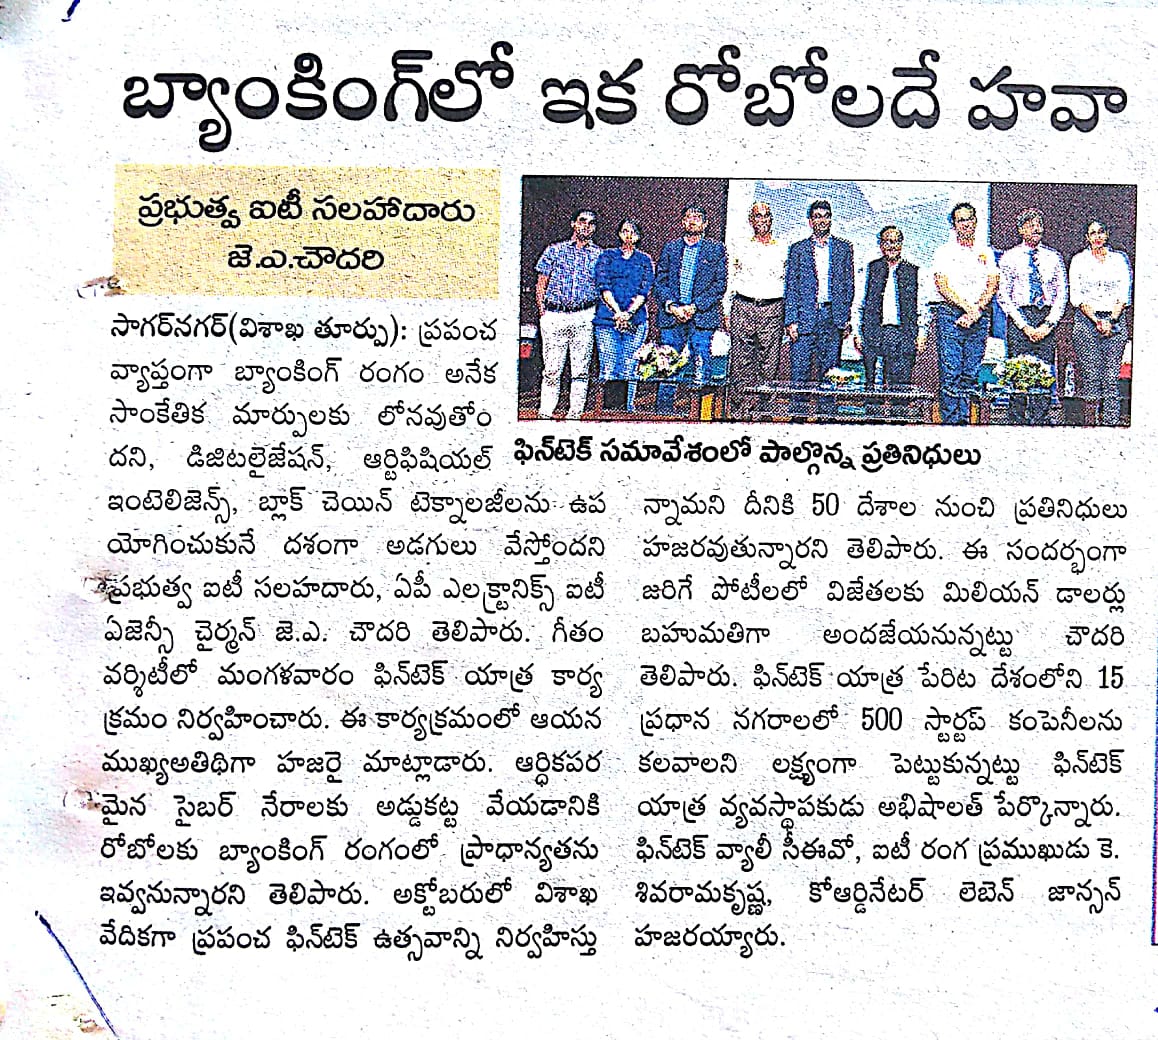 బ్యాంకింగ్‌లో ఇక రోబోలదే హవా
ప్రభుత్వ ఐటీ సలహాదారు
జె.ఎ.చౌదరి
సాగర్‌నగర్(విశాఖ తూర్పు): ప్రపంచ
వ్యాప్తంగా బ్యాంకింగ్ రంగం అనేక
సాంకేతిక మార్పులకు లోనవుతోం
దని, డిజిటలైజేషన్, ఆర్టిఫిషియల్
ఇంటెలిజెన్స్, బ్లాక్ చెయిన్ టెక్నాలజీలను ఉప
యోగించుకునే దశంగా అడగులు వేస్తోందని
ప్రభుత్వ ఐటీ సలహదారు, ఏపీ ఎలక్ట్రానిక్స్ ఐటీ
ఏజెన్సీ చైర్మన్ జె.ఎ. చౌదరి తెలిపారు. గీతం
వర్శిటీలో మంగళవారం ఫిన్‌టెక్ యాత్ర కార్య
క్రమం నిర్వహించారు. ఈ కార్యక్రమంలో ఆయన
ముఖ్యఅతిథిగా హజరై మాట్లాడారు. ఆర్ధికపర
మైన సైబర్ నేరాలకు అడ్డుకట్ట వేయడానికి
రోబోలకు బ్యాంకింగ్ రంగంలో ప్రాధాన్యతను
ఇవ్వనున్నారని తెలిపారు. అక్టోబరులో విశాఖ
వేదికగా ప్రపంచ ఫిన్‌టెక్ ఉత్సవాన్ని నిర్వహిస్తు
ఫిన్‌టెక్ సమావేశంలో పాల్గొన్న ప్రతినిధులు
న్నామని దీనికి 50 దేశాల నుంచి ప్రతినిధులు
హజరవుతున్నారని తెలిపారు. ఈ సందర్భంగా
జరిగే పోటీలలో విజేతలకు మిలియన్ డాలర్లు
బహుమతిగా అందజేయనున్నట్టు చౌదరి
తెలిపారు. ఫిన్‌టెక్ యాత్ర పేరిట దేశంలోని 15
ప్రధాన నగరాలలో 500 స్టార్టప్ కంపెనీలను
కలవాలని లక్ష్యంగా పెట్టుకున్నట్టు ఫిన్‌టెక్
యాత్ర వ్యవస్థాపకుడు అభిషాలత్ పేర్కొన్నారు.
ఫిన్‌టెక్ వ్యాలీ సీఈవో, ఐటీ రంగ ప్రముఖుడు కె.
శివరామకృష్ణ, కోఆర్డినేటర్ లెబెన్ జాన్సన్
హజరయ్యారు.